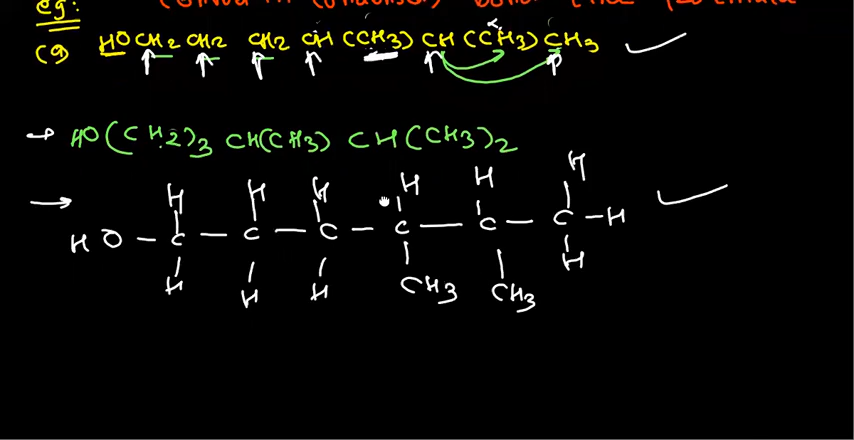 eg:
(9) HOCH2 CH2 CH2 CH (CH3) CH (CH3) CH3
→ HO(CH2)3 CH(CH3) CH(CH3)2
H H H H H H
→ HO – C – C – C – C – C – C – H
H H H CH3 CH3 H